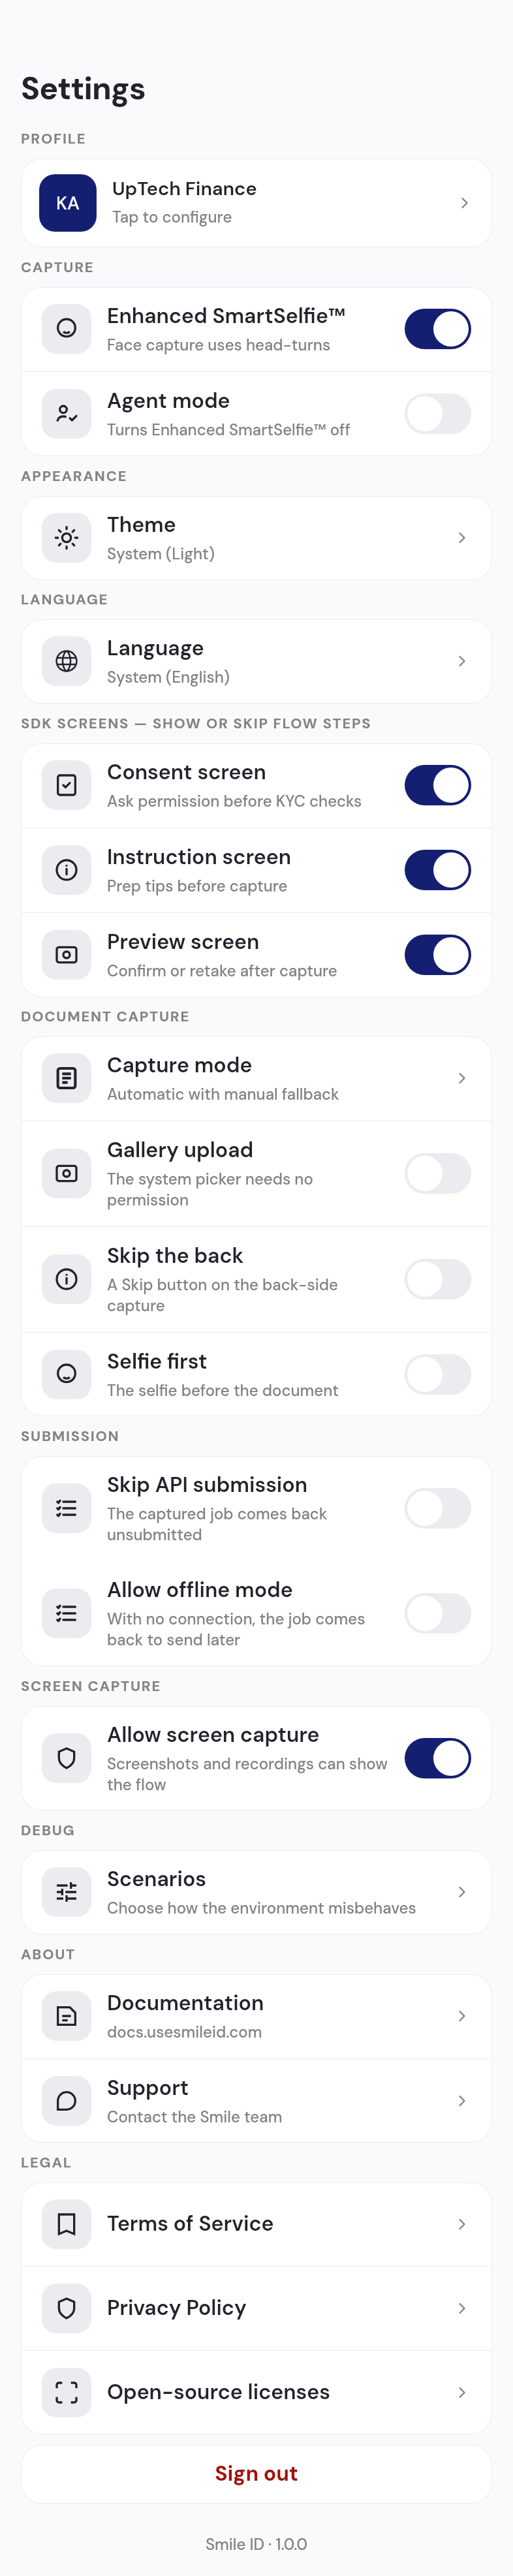 Settings
PROFILE
KA
UpTech Finance
Tap to configure
CAPTURE
Enhanced SmartSelfie™
Face capture uses head-turns
Agent mode
Turns Enhanced SmartSelfie™ off
APPEARANCE
Theme
System (Light)
LANGUAGE
Language
System (English)
SDK SCREENS — SHOW OR SKIP FLOW STEPS
Consent screen
Ask permission before KYC checks
Instruction screen
Prep tips before capture
Preview screen
Confirm or retake after capture
DOCUMENT CAPTURE
Capture mode
Automatic with manual fallback
Gallery upload
The system picker needs no
permission
Skip the back
A Skip button on the back-side
capture
Selfie first
The selfie before the document
SUBMISSION
Skip API submission
The captured job comes back
unsubmitted
Allow offline mode
With no connection, the job comes
back to send later
SCREEN CAPTURE
Allow screen capture
Screenshots and recordings can show
the flow
DEBUG
Scenarios
Choose how the environment misbehaves
ABOUT
Documentation
docs.usesmileid.com
Support
Contact the Smile team
LEGAL
Terms of Service
Privacy Policy
Open-source licenses
Sign out
Smile ID · 1.0.0